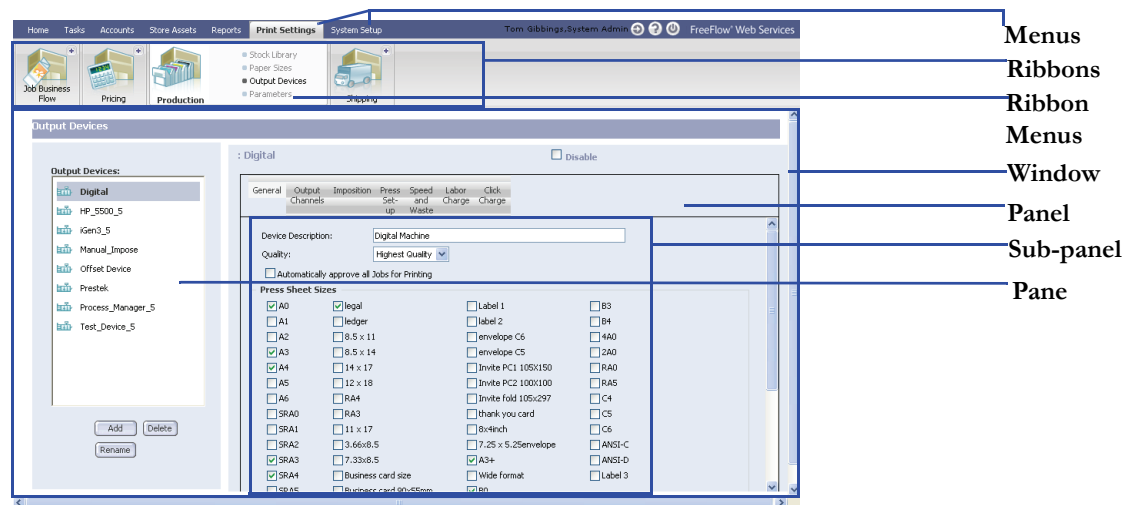 Home Tasks Accounts Store Assets Reports Print Settings System Setup Tom Gibbings,System Admin FreeFlow' Web Services
Menus
Job Business Flow
Pricing
Production
Stock Library
Paper Sizes
Output Devices
Parameters
Shipping
Ribbons
Ribbon
Menus
Window
Panel
Sub-panel
Pane
Output Devices
Output Devices:
Digital
HP_5500_5
iGen3_5
Manual_Impose
Offset Device
Prestek
Process_Manager_5
Test_Device_5
Add Delete
Rename
: Digital Disable
General Output Channels Imposition Press Set-up Speed and Waste Labor Charge Click Charge
Device Description: Digital Machine
Quality: Highest Quality
Automatically approve all Jobs for Printing
Press Sheet Sizes
A0 legal Label 1 B3
A1 ledger label 2 B4
A2 8.5 x 11 envelope C6 4A0
A3 8.5 x 14 envelope C5 2A0
A4 14 x 17 Invite PC1 105X150 RA0
A5 12 x 18 Invite PC2 100X100 RA5
A6 RA4 Invite fold 105x297 C4
SRA0 RA3 thank you card C5
SRA1 11 x 17 8x4inch C6
SRA2 3.66x8.5 7.25 x 5.25envelope ANSI-C
SRA3 7.33x8.5 A3+ ANSI-D
SRA4 Business card size Wide format Label 3
SRA5 Business card 90x55mm B0